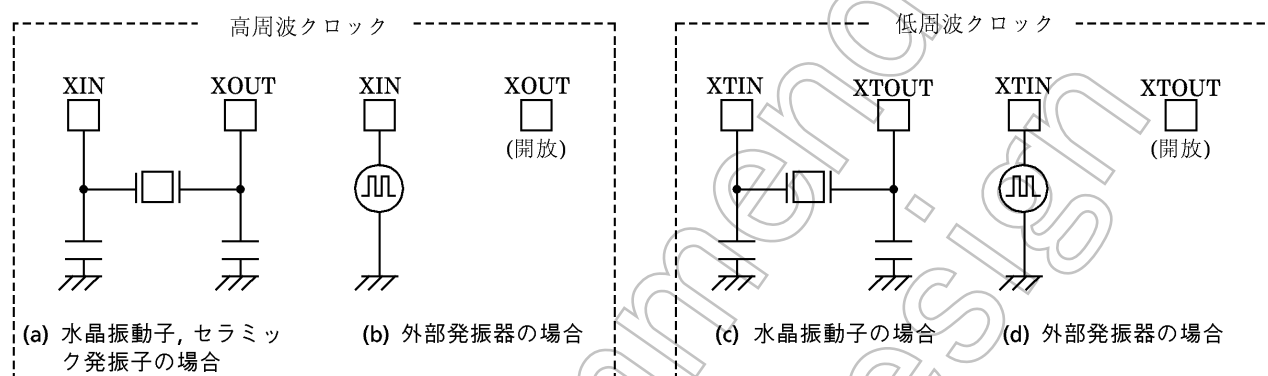 高周波クロック
低周波クロック
XIN XOUT XIN XOUT
XTIN XTOUT XTIN XTOUT
(開放)
(開放)
(a) 水晶振動子, セラミッ
ク発振子の場合
(b) 外部発振器の場合
(c) 水晶振動子の場合
(d) 外部発振器の場合